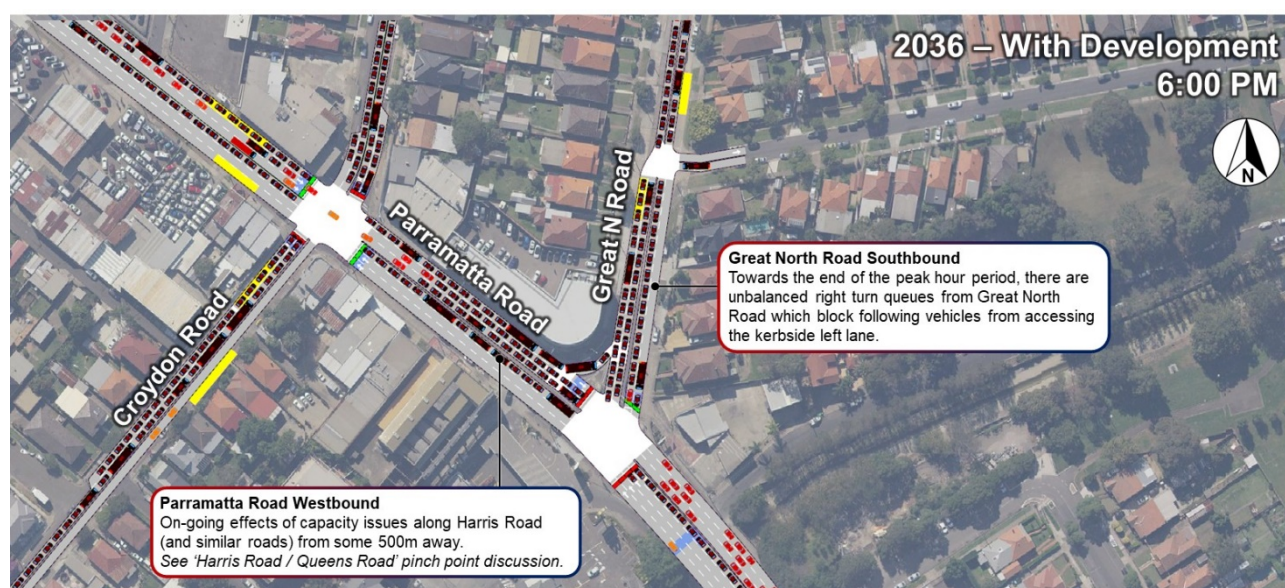 2036 – With Development
6:00 PM
N
Great N Road
Parramatta Road
Croydon Road
Great North Road Southbound
Towards the end of the peak hour period, there are
unbalanced right turn queues from Great North
Road which block following vehicles from accessing
the kerbside left lane.
Parramatta Road Westbound
On-going effects of capacity issues along Harris Road
(and similar roads) from some 500m away.
See ‘Harris Road / Queens Road’ pinch point discussion.